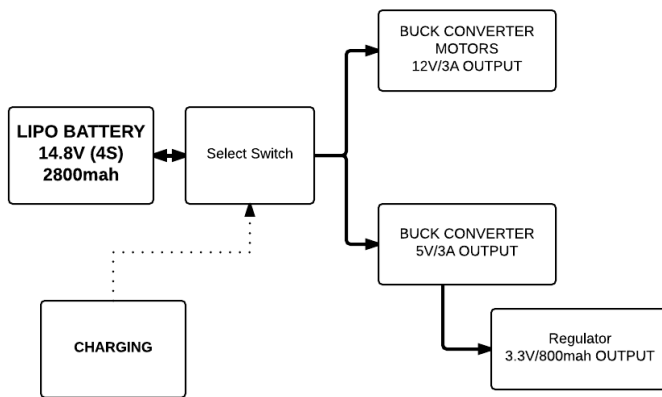 BUCK CONVERTER
MOTORS
12V/3A OUTPUT
LIPO BATTERY
14.8V (4S)
2800mah
Select Switch
BUCK CONVERTER
5V/3A OUTPUT
CHARGING
Regulator
3.3V/800mah OUTPUT